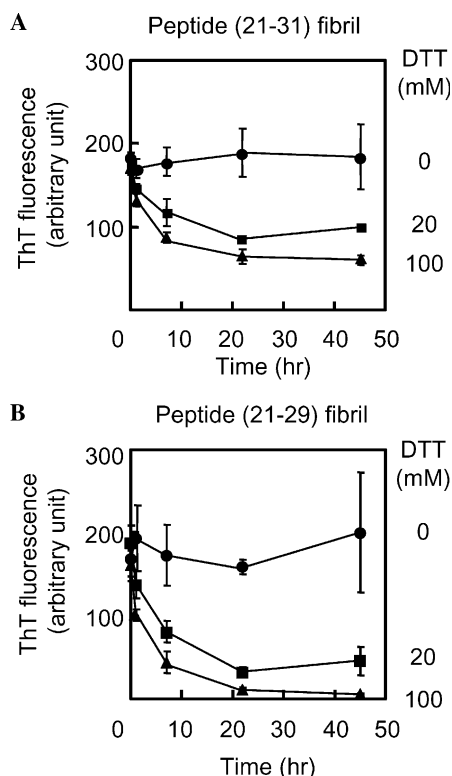 A
Peptide (21-31) fibril
DTT
(mM)
ThT fluorescence
(arbitrary unit)
300
200
100
0
20
100
0
10
20
30
40
50
Time (hr)
B
Peptide (21-29) fibril
DTT
(mM)
ThT fluorescence
(arbitrary unit)
300
200
100
0
20
100
0
10
20
30
40
50
Time (hr)